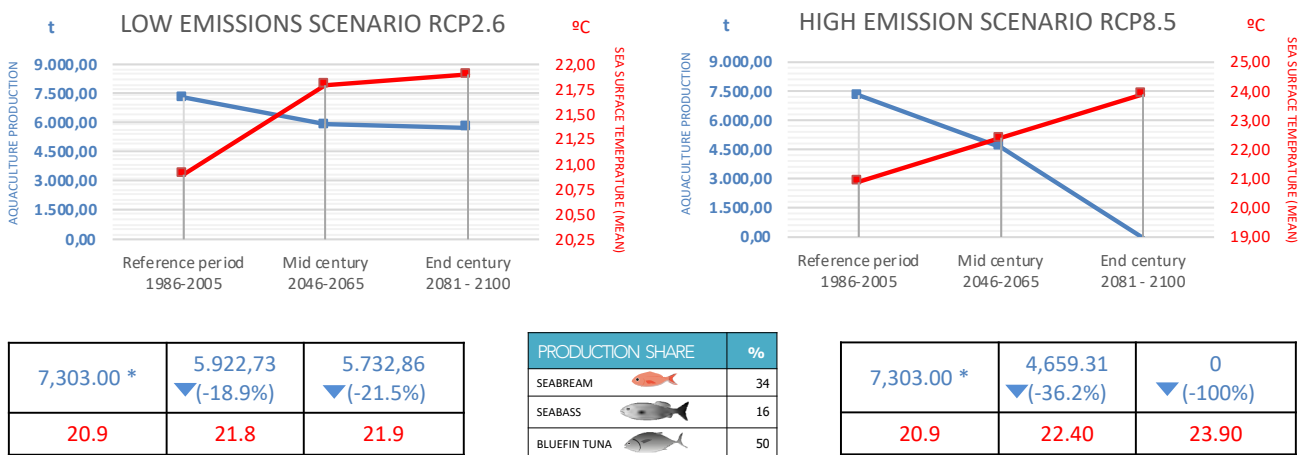 LOW EMISSIONS SCENARIO RCP2.6
t
ºC
AQUACULTURE PRODUCTION
9.000,00
7.500,00
6.000,00
4.500,00
3.000,00
1.500,00
0,00
22,00
21,75
21,50
21,25
21,00
20,75
20,50
20,25
SEA SURFACE TEMEPRATURE (MEAN)
Reference period
1986-2005
Mid century
2046-2065
End century
2081 - 2100
HIGH EMISSION SCENARIO RCP8.5
t
ºC
AQUACULTURE PRODUCTION
9.000,00
7.500,00
6.000,00
4.500,00
3.000,00
1.500,00
0,00
25,00
24,00
23,00
22,00
21,00
20,00
19,00
SEA SURFACE TEMEPRATURE (MEAN)
Reference period
1986-2005
Mid century
2046-2065
End century
2081 - 2100
7,303.00 *
5.922,73
▼(-18.9%)
5.732,86
▼(-21.5%)
20.9
21.8
21.9
PRODUCTION SHARE %
SEABREAM 34
SEABASS 16
BLUEFIN TUNA 50
7,303.00 *
4,659.31
▼(-36.2%)
0
▼(-100%)
20.9
22.40
23.90